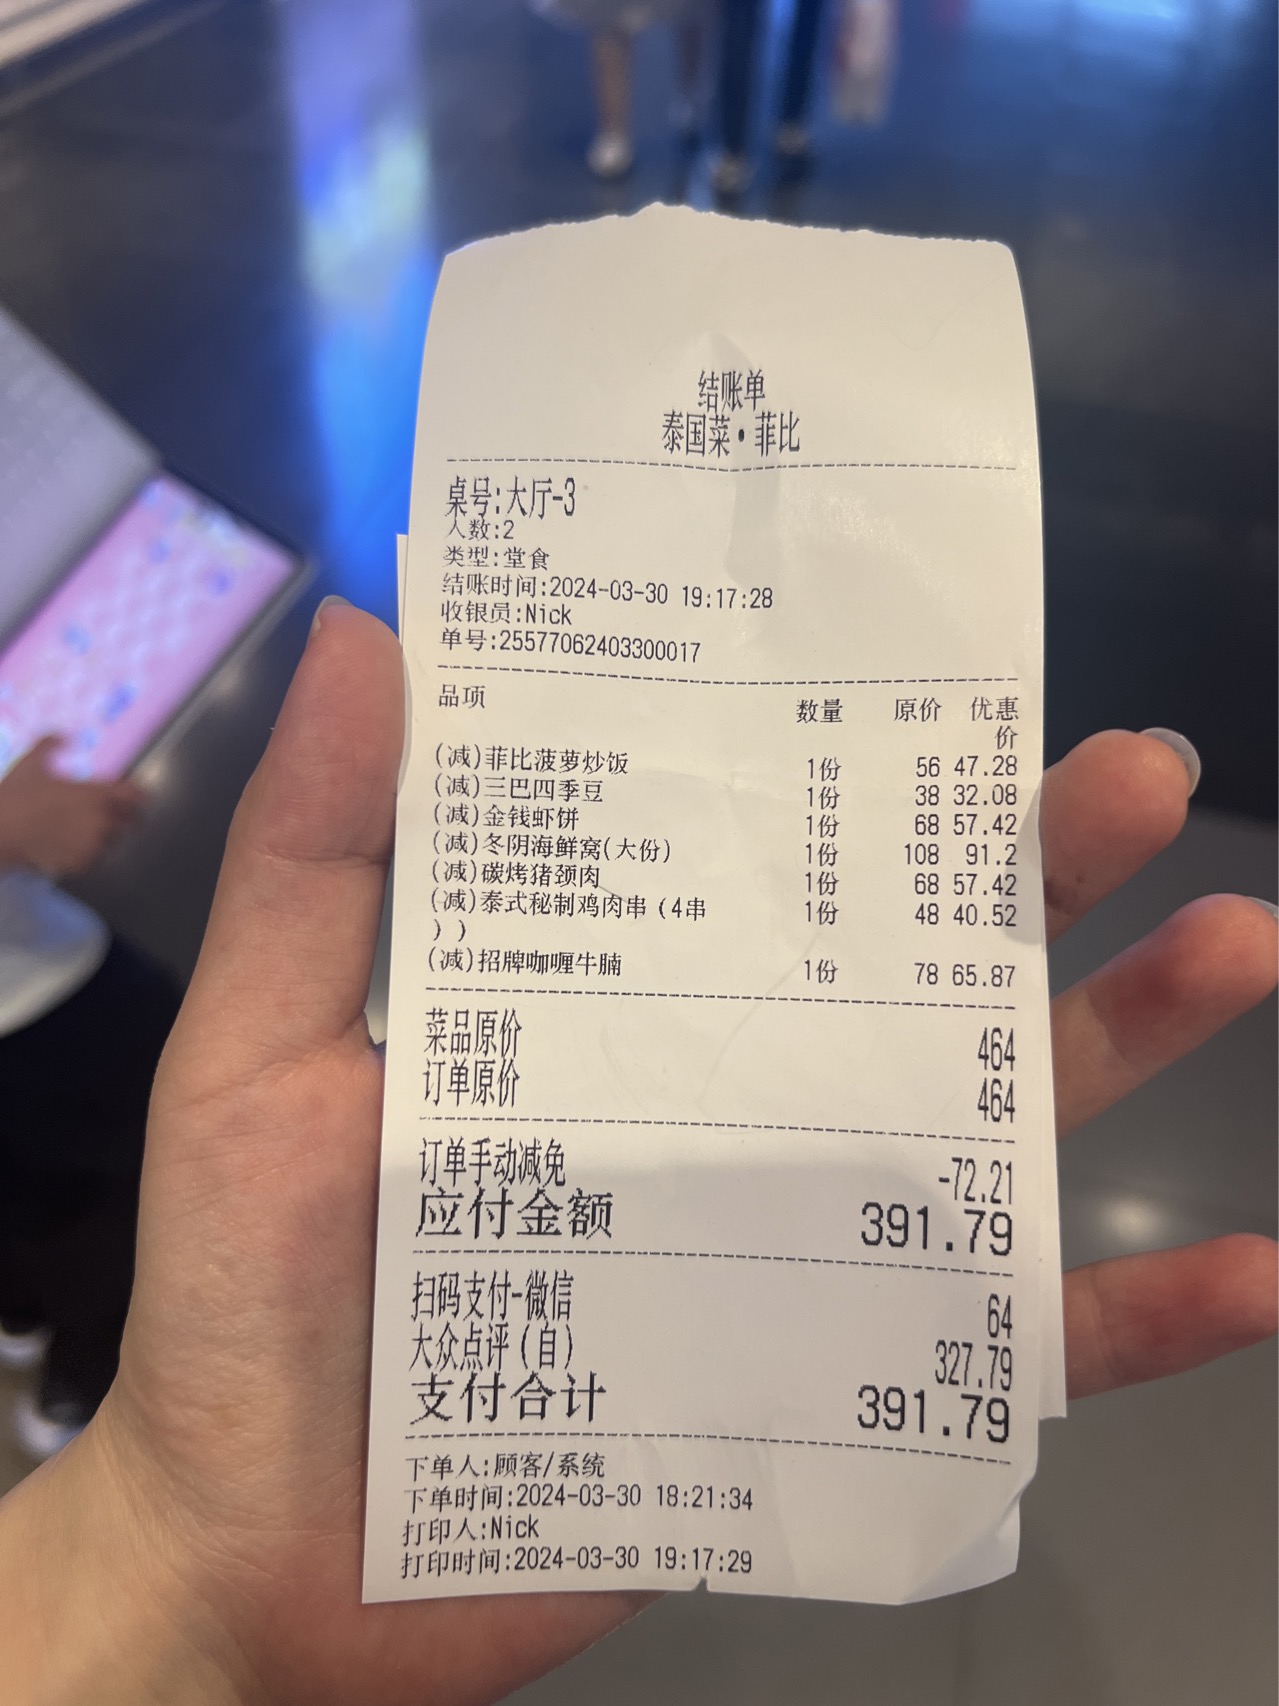 结账单
泰国菜·菲比
桌号:大厅-3
人数:2
类型:堂食
结账时间:2024-03-30 19:17:28
收银员:Nick
单号:25577062403300017
品项 数量 原价 优惠
价
(减)菲比菠萝炒饭 1份 56 47.28
(减)三巴四季豆 1份 38 32.08
(减)金钱虾饼 1份 68 57.42
(减)冬阴海鲜窝(大份) 1份 108 91.2
(减)碳烤猪颈肉 1份 68 57.42
(减)泰式秘制鸡肉串（4串 1份 48 40.52
））
(减)招牌咖喱牛腩 1份 78 65.87
菜品原价 464
订单原价 464
订单手动减免 -72.21
应付金额 391.79
扫码支付-微信 64
大众点评（自） 327.79
支付合计 391.79
下单人:顾客/系统
下单时间:2024-03-30 18:21:34
打印人:Nick
打印时间:2024-03-30 19:17:29